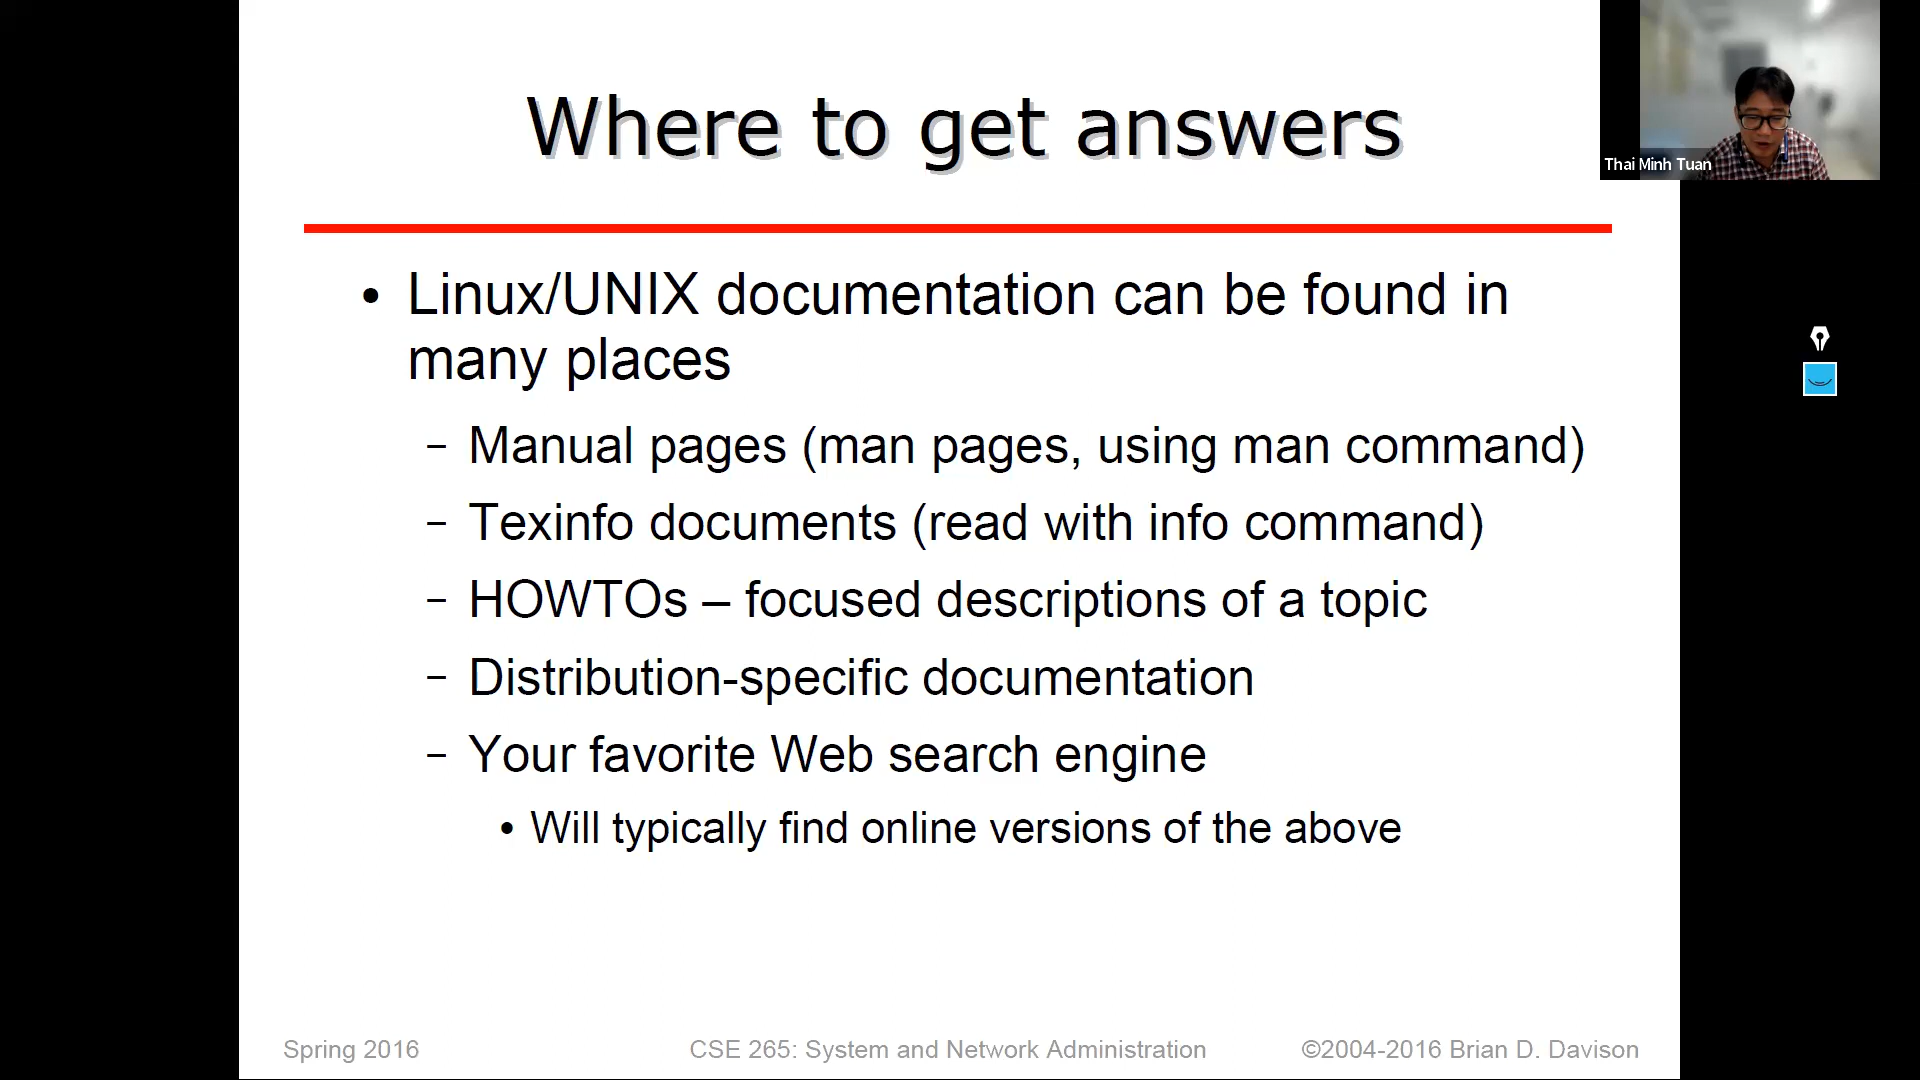 Where to get answers
Thai Minh Tuan
• Linux/UNIX documentation can be found in
many places
– Manual pages (man pages, using man command)
– Texinfo documents (read with info command)
– HOWTOs – focused descriptions of a topic
– Distribution-specific documentation
– Your favorite Web search engine
• Will typically find online versions of the above
Spring 2016
CSE 265: System and Network Administration
©2004-2016 Brian D. Davison